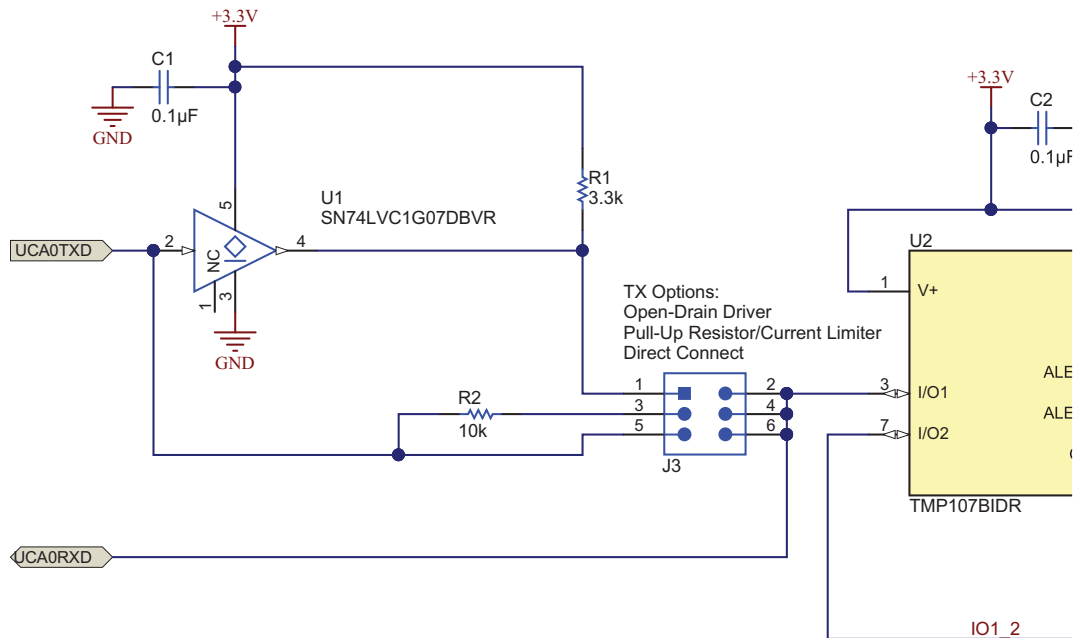 +3.3V
C1
0.1µF
GND
+3.3V
C2
0.1µF
R1
3.3k
U1
SN74LVC1G07DBVR
5
UCA0TXD
2
4
NC
1
3
GND
U2
1
V+
TX Options:
Open-Drain Driver
Pull-Up Resistor/Current Limiter
Direct Connect
ALE
1
2
3
I/O1
R2
10k
3
4
ALE
5
6
7
I/O2
J3
TMP107BIDR
UCA0RXD
IO1_2